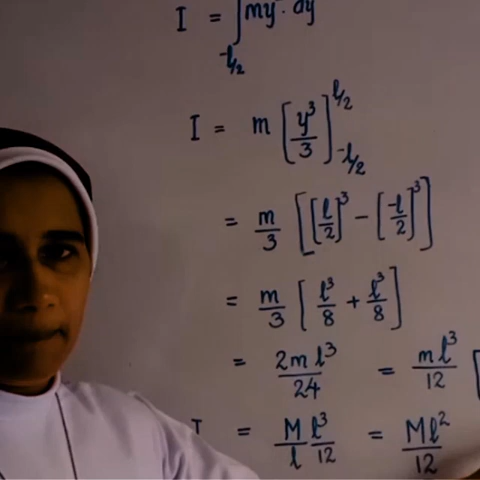 I = ∫_{-l/2} my² · dy
I = m [y³/3]_{-l/2}^{l/2}
= m/3 [[l/2]³ - [-l/2]³]
= m/3 [l³/8 + l³/8]
= 2ml³/24 = ml³/12 [
I = M/l l³/12 = Ml²/12